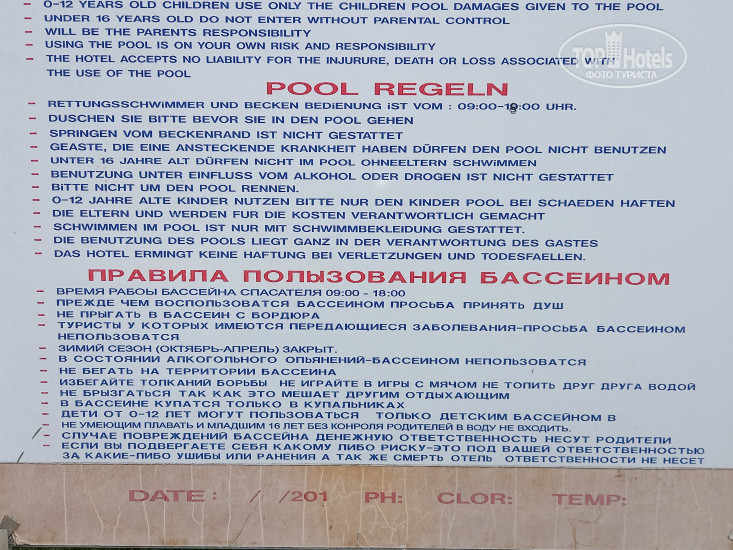 - 0-12 YEARS OLD CHILDREN USE ONLY THE CHILDREN POOL DAMAGES GIVEN TO THE POOL
- UNDER 16 YEARS OLD DO NOT ENTER WITHOUT PARENTAL CONTROL
- WILL BE THE PARENTS RESPONSIBILITY
- USING THE POOL IS ON YOUR OWN RISK AND RESPONSIBILITY
- THE HOTEL ACCEPTS NO LIABILITY FOR THE INJURURE, DEATH OR LOSS ASSOCIATED WITH
THE USE OF THE POOL
TOP Hotels
ФОТО ТУРИСТА
POOL REGELN
- RETTUNGSSCHWiMMER UND BECKEN BEDiENUNG iST VOM : 09:00-18:00 UHR.
- DUSCHEN SIE BITTE BEVOR SIE IN DEN POOL GEHEN
- SPRINGEN VOM BECKENRAND IST NICHT GESTATTET
- GEASTE, DIE EINE ANSTECKENDE KRANKHEIT HABEN DÜRFEN DEN POOL NICHT BENUTZEN
- UNTER 16 JAHRE ALT DÜRFEN NiCHT IM POOL OHNEELTERN SCHWiMMEN
- BENUTZUNG UNTER EINFLUSS VOM ALKOHOL ODER DROGEN IST NICHT GESTATTET
- BiTTE NICHT UM DEN POOL RENNEN.
- 0-12 JAHRE ALTE KINDER NUTZEN BITTE NUR DEN KINDER POOL BEI SCHAEDEN HAFTEN
- DIE ELTERN UND WERDEN FUR DIE KOSTEN VERANTWORTLICH GEMACHT
- SCHWIMMEN IM POOL IST NUR MIT SCHWIMMBEKLEIDUNG GESTATTET.
- DIE BENUTZUNG DES POOLS LIEGT GANZ IN DER VERANTWORTUNG DES GASTES
- DAS HOTEL ERMINGT KEINE HAFTUNG BEI VERLETZUNGEN UND TODESFAELLEN.
ПРАВИЛА ПОЛЫЗОВАНИЯ БАССЕИНОМ
- ВРЕМЯ РАБОЫ БАССЕЙНА СПАСАТЕЛЯ 09:00 - 18:00
- ПРЕЖДЕ ЧЕМ ВОСПОЛЬЗОВАТСЯ БАССЕИНОМ ПРОСЬБА ПРИНЯТЬ ДУШ
- НЕ ПРЫГАТЬ В БАССЕИН С БОРДЮРА
- ТУРИСТЫ У КОТОРЫХ ИМЕЮТСЯ ПЕРЕДАЮЩИЕСЯ ЗАБОЛЕВАНИЯ-ПРОСЬБА БАССЕИНОМ
НЕПОЛЬЗОВАТСЯ
- ЗИМИЙ СЕЗОН (ОКТЯБРЬ-АПРЕЛЬ) ЗАКРЫТ.
- В СОСТОЯНИИ АЛКОГОЛЬНОГО ОПЬЯНЕНИЙ-БАССЕИНОМ НЕПОЛЬЗОВАТСЯ
- НЕ БЕГАТЬ НА ТЕРРИТОРИИ БАССЕИНА
- ИЗБЕГАЙТЕ ТОЛКАНИЙ БОРЬБЫ НЕ ИГРАЙТЕ В ИГРЫ С МЯЧОМ НЕ ТОПИТЬ ДРУГ ДРУГА ВОДОЙ
- НЕ БРЫЗГАТЬСЯ ТАК КАК ЭТО МЕШАЕТ ДРУГИМ ОТДЫХАЮЩИМ
- В БАССЕИНЕ КУПАТСЯ ТОЛЬКО В КУПАЛЬНИКАХ
- ДЕТИ ОТ 0-12 ЛЕТ МОГУТ ПОЛЬЗОВАТЬСЯ ТОЛЬКО ДЕТСКИМ БАССЕЙНОМ В
- НЕ УМЕЮЩИМ ПЛАВАТЬ И МЛАДШИМ 16 ЛЕТ БЕЗ КОНРОЛЯ РОДИТЕЛЕЙ В ВОДУ НЕ ВХОДИТЬ.
- СЛУЧАЕ ПОВРЕЖДЕНИЙ БАССЕЙНА ДЕНЕЖНУЮ ОТВЕТСТВЕННОСТЬ НЕСУТ РОДИТЕЛИ
- ЕСЛИ ВЫ ПОДВЕРГАЕТЕ СЕБЯ КАКОМУ ЛИБО РИСКУ-ЭТО ПОД ВАШЕЙ ОТВЕТСТВЕННОСТЬЮ
ЗА КАКИЕ-ЛИБО УШИБЫ ИЛИ РАНЕНИЯ А ТАК ЖЕ СМЕРТЬ ОТЕЛЬ ОТВЕТСТВЕННОСТИ НЕ НЕСЕТ
DATE : / /201 PH: CLOR: TEMP: